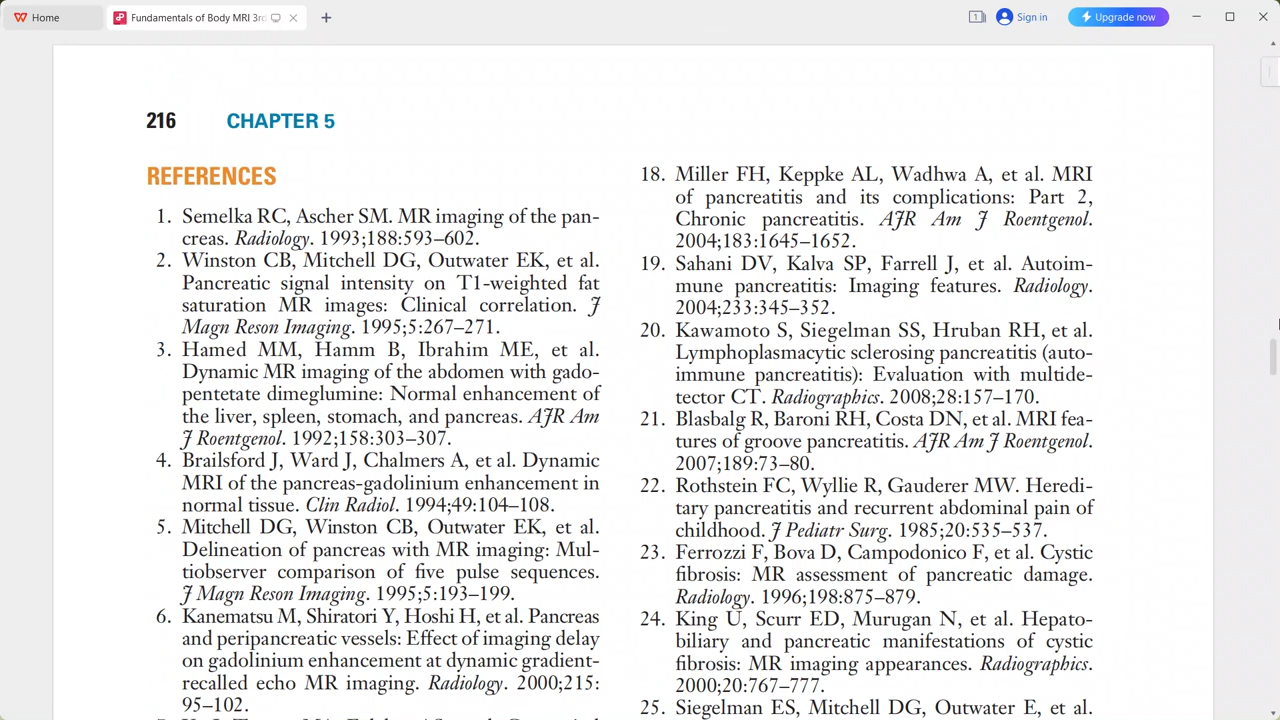 Home
Fundamentals of Body MRI 3rd
Sign in
Upgrade now
216 CHAPTER 5
REFERENCES
1. Semelka RC, Ascher SM. MR imaging of the pan-
creas. Radiology. 1993;188:593–602.
2. Winston CB, Mitchell DG, Outwater EK, et al.
Pancreatic signal intensity on T1-weighted fat
saturation MR images: Clinical correlation. J
Magn Reson Imaging. 1995;5:267–271.
3. Hamed MM, Hamm B, Ibrahim ME, et al.
Dynamic MR imaging of the abdomen with gado-
pentetate dimeglumine: Normal enhancement of
the liver, spleen, stomach, and pancreas. AJR Am
J Roentgenol. 1992;158:303–307.
4. Brailsford J, Ward J, Chalmers A, et al. Dynamic
MRI of the pancreas-gadolinium enhancement in
normal tissue. Clin Radiol. 1994;49:104–108.
5. Mitchell DG, Winston CB, Outwater EK, et al.
Delineation of pancreas with MR imaging: Mul-
tiobserver comparison of five pulse sequences.
J Magn Reson Imaging. 1995;5:193–199.
6. Kanematsu M, Shiratori Y, Hoshi H, et al. Pancreas
and peripancreatic vessels: Effect of imaging delay
on gadolinium enhancement at dynamic gradient-
recalled echo MR imaging. Radiology. 2000;215:
95–102.
18. Miller FH, Keppke AL, Wadhwa A, et al. MRI
of pancreatitis and its complications: Part 2,
Chronic pancreatitis. AJR Am J Roentgenol.
2004;183:1645–1652.
19. Sahani DV, Kalva SP, Farrell J, et al. Autoim-
mune pancreatitis: Imaging features. Radiology.
2004;233:345–352.
20. Kawamoto S, Siegelman SS, Hruban RH, et al.
Lymphoplasmacytic sclerosing pancreatitis (auto-
immune pancreatitis): Evaluation with multide-
tector CT. Radiographics. 2008;28:157–170.
21. Blasbalg R, Baroni RH, Costa DN, et al. MRI fea-
tures of groove pancreatitis. AJR Am J Roentgenol.
2007;189:73–80.
22. Rothstein FC, Wyllie R, Gauderer MW. Heredi-
tary pancreatitis and recurrent abdominal pain of
childhood. J Pediatr Surg. 1985;20:535–537.
23. Ferrozzi F, Bova D, Campodonico F, et al. Cystic
fibrosis: MR assessment of pancreatic damage.
Radiology. 1996;198:875–879.
24. King U, Scurr ED, Murugan N, et al. Hepato-
biliary and pancreatic manifestations of cystic
fibrosis: MR imaging appearances. Radiographics.
2000;20:767–777.
25. Siegelman ES, Mitchell DG, Outwater E, et al.